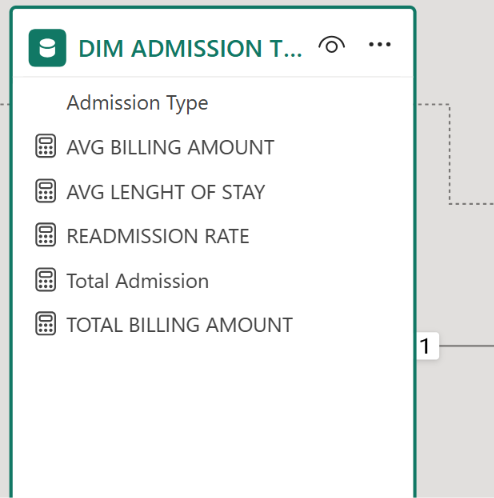 DIM ADMISSION T...
Admission Type
AVG BILLING AMOUNT
AVG LENGHT OF STAY
READMISSION RATE
Total Admission
TOTAL BILLING AMOUNT
1